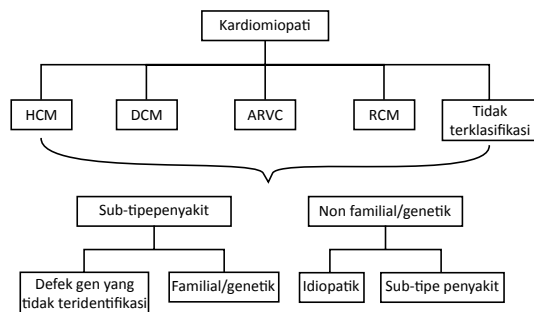 Kardiomiopati
HCM
DCM
ARVC
RCM
Tidak
terklasifikasi
Sub-tipepenyakit
Non familial/genetik
Defek gen yang
tidak teridentifikasi
Familial/genetik
Idiopatik
Sub-tipe penyakit